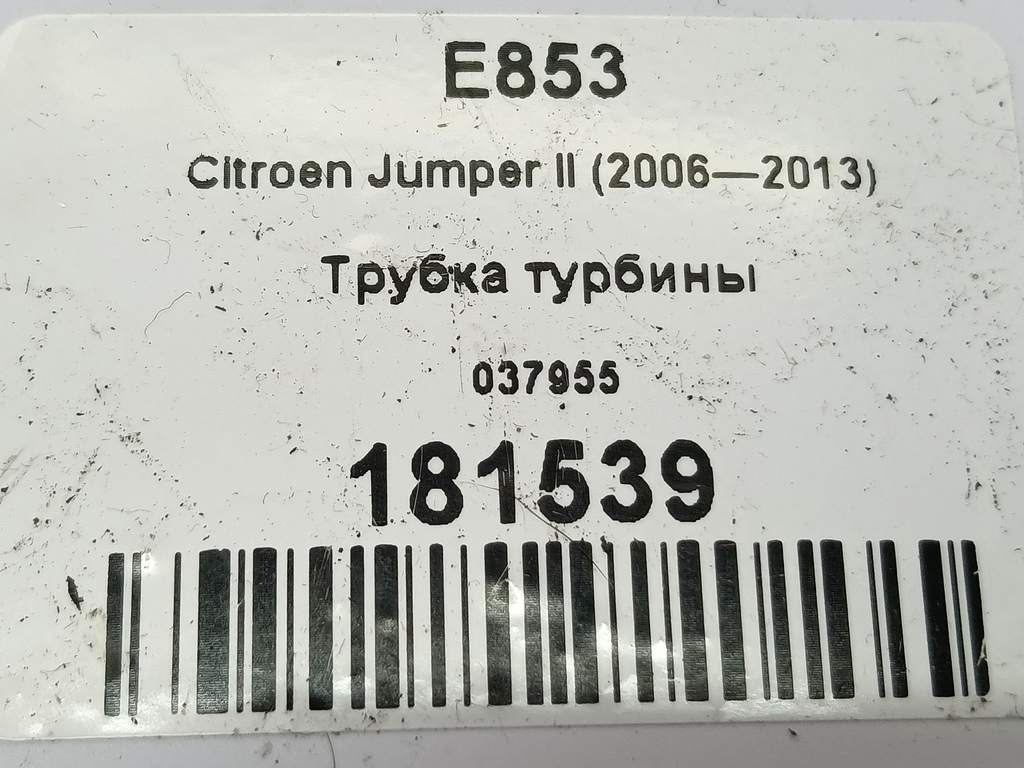 E853
Citroen Jumper II (2006—2013)
Трубка турбины
037955
181539